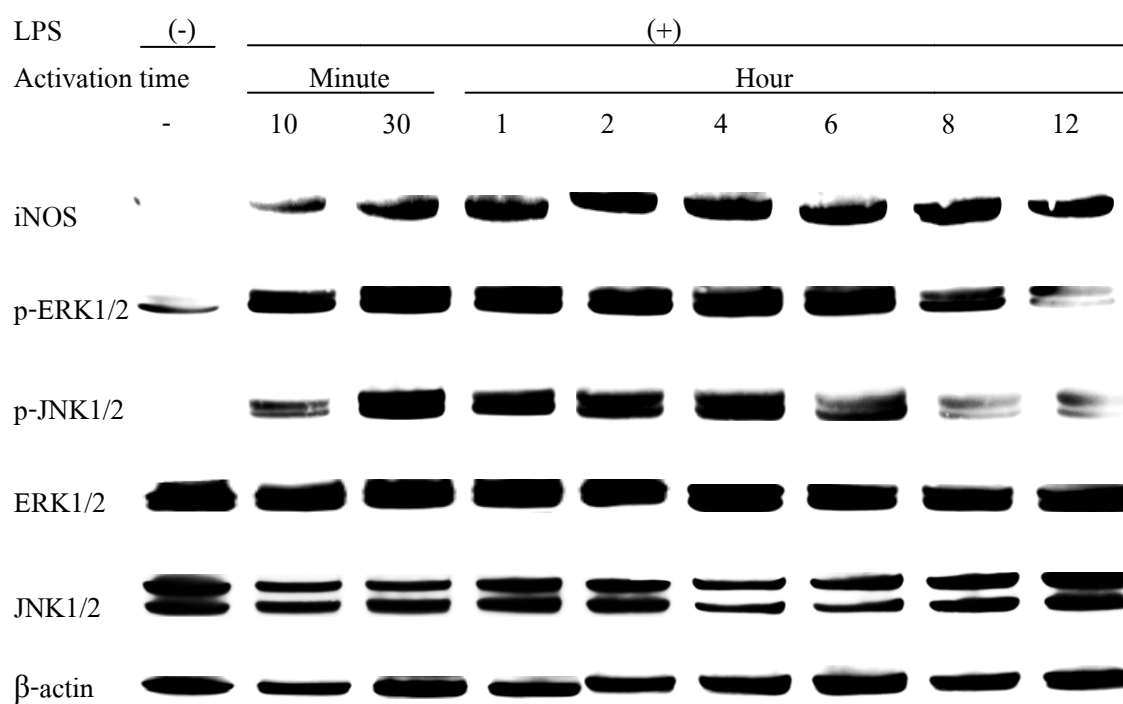 LPS (-) (+)
Activation time Minute Hour
- 10 30 1 2 4 6 8 12
iNOS
p-ERK1/2
p-JNK1/2
ERK1/2
JNK1/2
β-actin